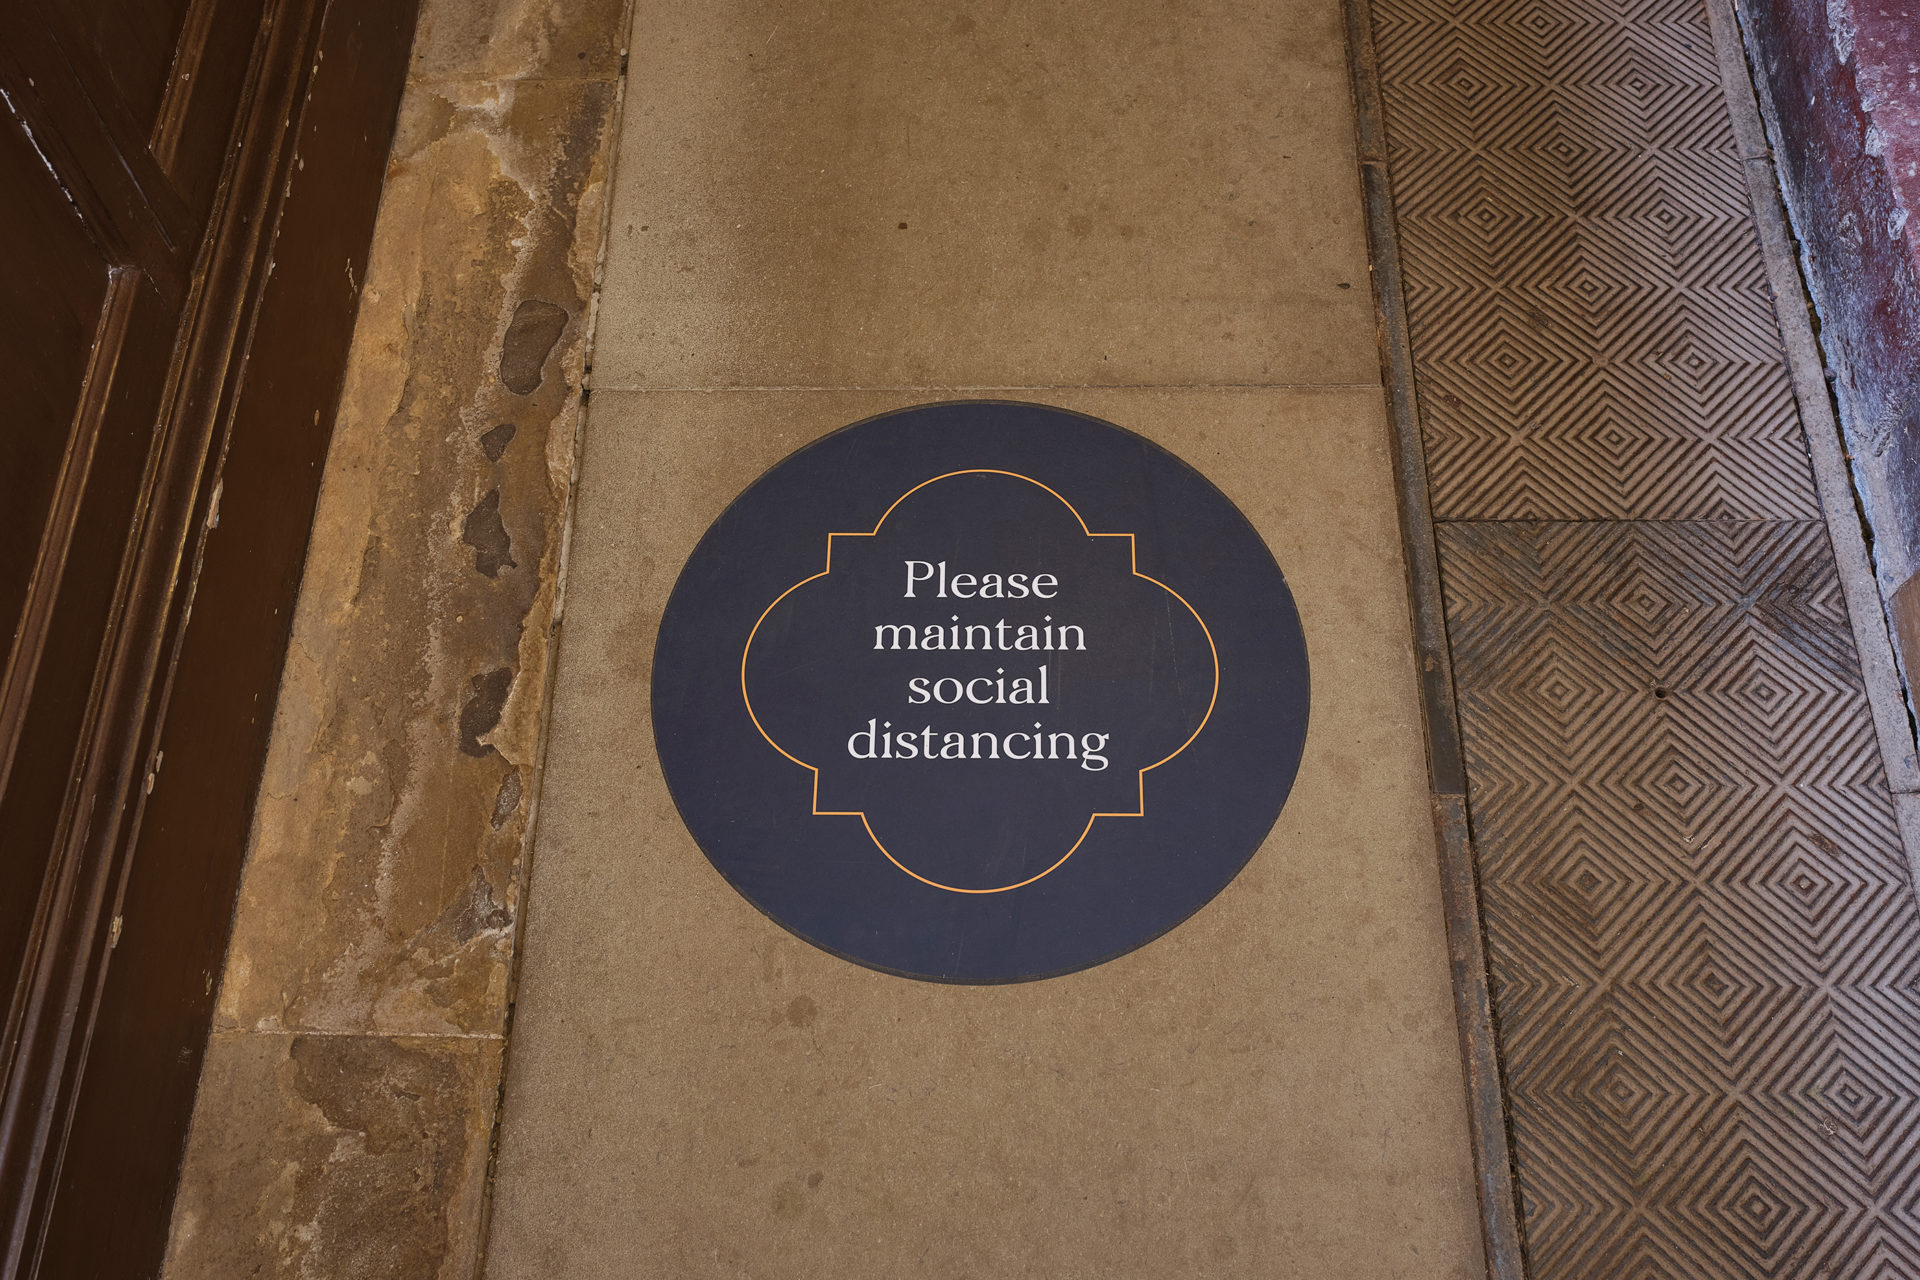 Please
maintain
social
distancing